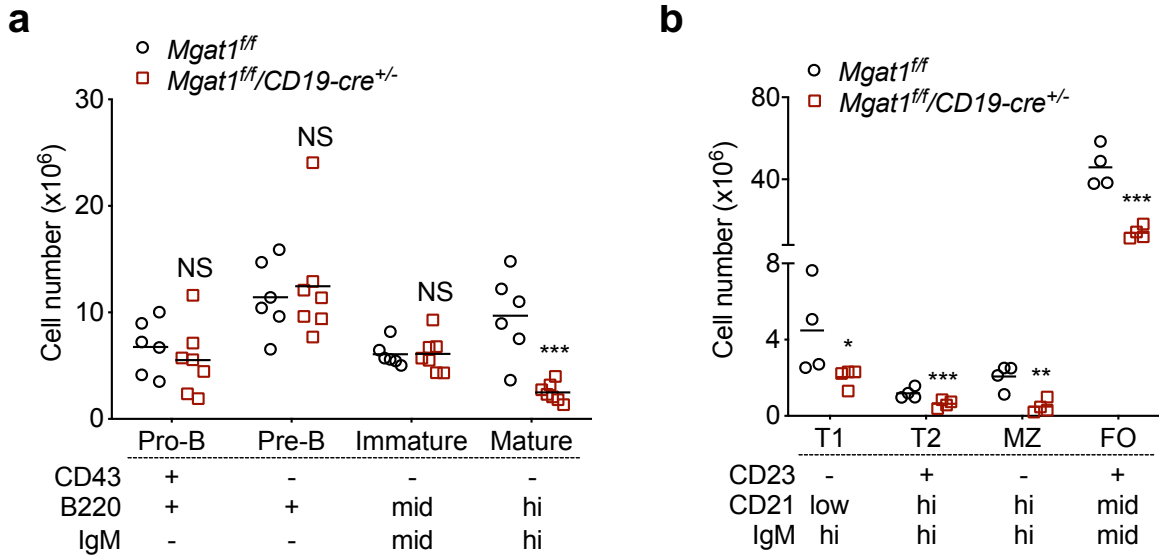 a
Mgat1f/f
Mgat1f/f/CD19-cre+/-
Cell number (x10⁶)
30
20
10
0
NS
NS
NS
***
Pro-B Pre-B Immature Mature
CD43 + - - -
B220 + + mid hi
IgM - - mid hi
b
Mgat1f/f
Mgat1f/f/CD19-cre+/-
Cell number (x10⁶)
80
40
8
4
0
*
***
**
***
T1 T2 MZ FO
CD23 - + - +
CD21 low hi hi mid
IgM hi hi hi mid